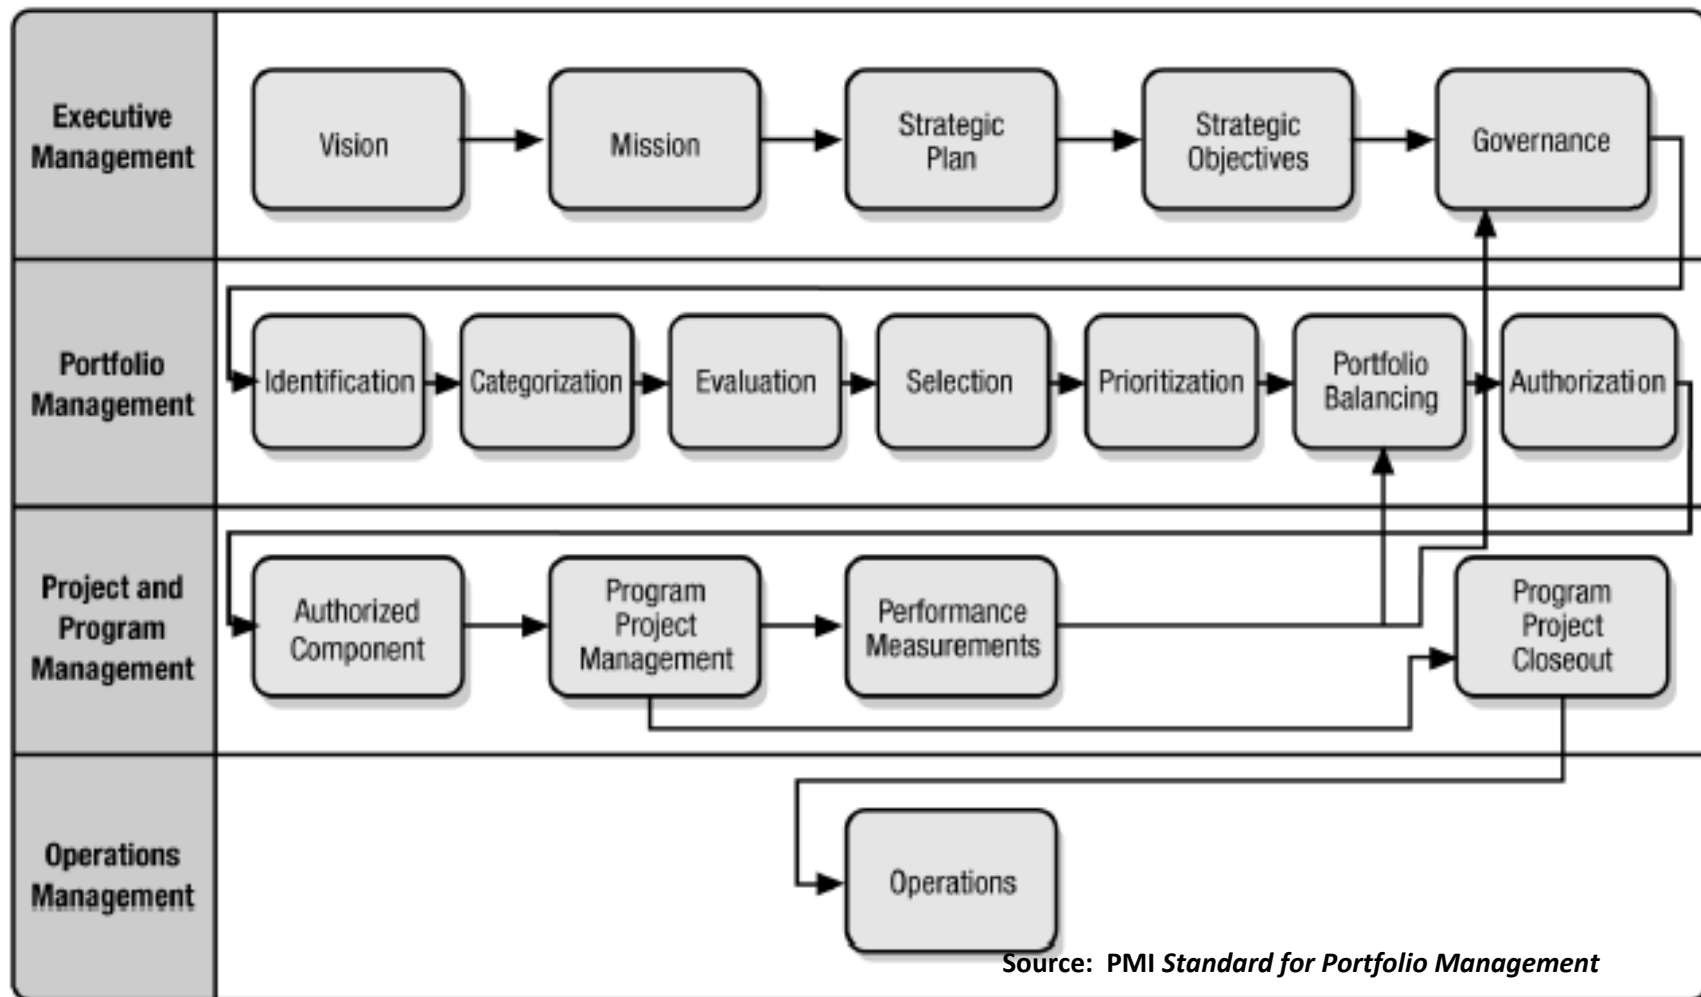 Executive
Management
Vision
Mission
Strategic
Plan
Strategic
Objectives
Governance
Portfolio
Management
Identification
Categorization
Evaluation
Selection
Prioritization
Portfolio
Balancing
Authorization
Project and
Program
Management
Authorized
Component
Program
Project
Management
Performance
Measurements
Program
Project
Closeout
Operations
Management
Operations
Source: PMI Standard for Portfolio Management